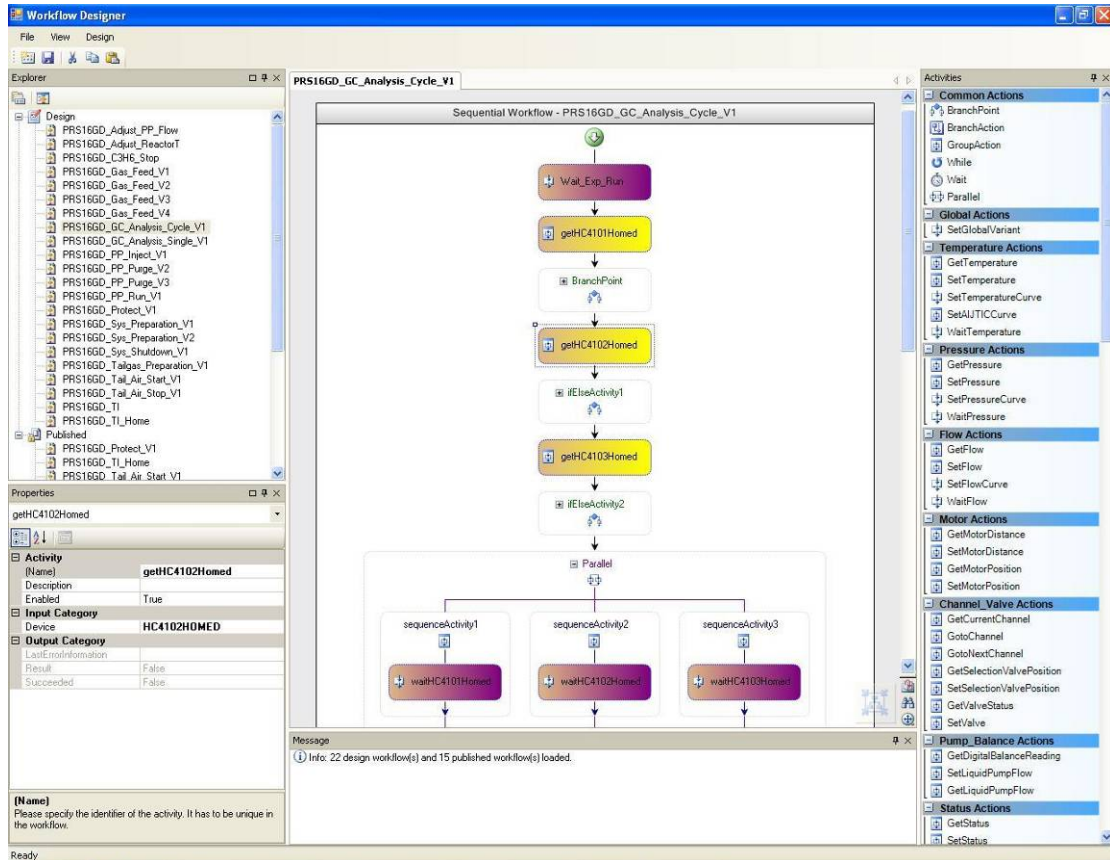 Workflow Designer
File View Design
Explorer
Design
PRS16GD_Adjust_PP_Flow
PRS16GD_Adjust_ReactorT
PRS16GD_C3H6_Stop
PRS16GD_Gas_Feed_V1
PRS16GD_Gas_Feed_V2
PRS16GD_Gas_Feed_V3
PRS16GD_Gas_Feed_V4
PRS16GD_GC_Analysis_Cycle_V1
PRS16GD_GC_Analysis_Single_V1
PRS16GD_PP_Inject_V1
PRS16GD_PP_Purge_V2
PRS16GD_PP_Purge_V3
PRS16GD_PP_Run_V1
PRS16GD_Protect_V1
PRS16GD_Sys_Preparation_V1
PRS16GD_Sys_Preparation_V2
PRS16GD_Sys_Shutdown_V1
PRS16GD_Tailgas_Preparation_V1
PRS16GD_Tail_Air_Start_V1
PRS16GD_Tail_Air_Stop_V1
PRS16GD_TI
PRS16GD_TI_Home
Published
PRS16GD_Protect_V1
PRS16GD_TI_Home
PRS16GD_Tail_Air_Start_V1
Properties
getHC4102Homed
Activity
(Name) getHC4102Homed
Description
Enabled True
Input Category
Device HC4102HOMED
Output Category
LastErrorInformation
Result False
Succeeded False
(Name)
Please specify the identifier of the activity. It has to be unique in
the workflow.
PRS16GD_GC_Analysis_Cycle_V1
Sequential Workflow - PRS16GD_GC_Analysis_Cycle_V1
Wait_Exp_Run
getHC4101Homed
BranchPoint
getHC4102Homed
ifElseActivity1
getHC4103Homed
ifElseActivity2
Parallel
sequenceActivity1 sequenceActivity2 sequenceActivity3
waitHC4101Homed waitHC4102Homed waitHC4103Homed
Message
Info: 22 design workflow(s) and 15 published workflow(s) loaded.
Activities
Common Actions
BranchPoint
BranchAction
GroupAction
While
Wait
Parallel
Global Actions
SetGlobalVariant
Temperature Actions
GetTemperature
SetTemperature
SetTemperatureCurve
SetAIJTICCurve
WaitTemperature
Pressure Actions
GetPressure
SetPressure
SetPressureCurve
WaitPressure
Flow Actions
GetFlow
SetFlow
SetFlowCurve
WaitFlow
Motor Actions
GetMotorDistance
SetMotorDistance
GetMotorPosition
SetMotorPosition
Channel_Valve Actions
GetCurrentChannel
GotoChannel
GotoNextChannel
GetSelectionValvePosition
SetSelectionValvePosition
GetValveStatus
SetValve
Pump_Balance Actions
GetDigitalBalanceReading
SetLiquidPumpFlow
GetLiquidPumpFlow
Status Actions
GetStatus
SetStatus
Ready